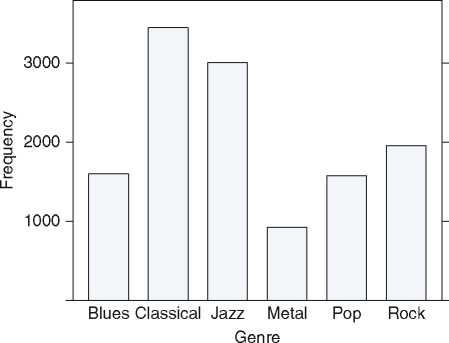 Frequency
3000
2000
1000
Blues Classical Jazz Metal Pop Rock
Genre